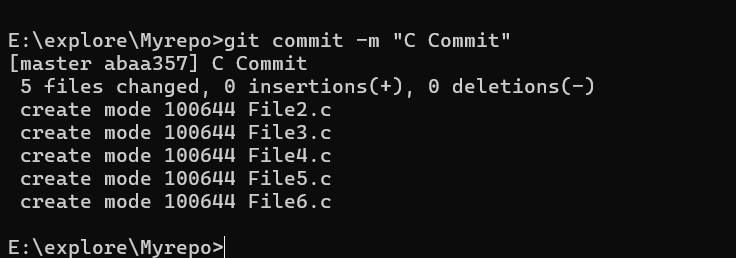 E:\explore\Myrepo>git commit -m "C Commit"
[master abaa357] C Commit
 5 files changed, 0 insertions(+), 0 deletions(-)
 create mode 100644 File2.c
 create mode 100644 File3.c
 create mode 100644 File4.c
 create mode 100644 File5.c
 create mode 100644 File6.c
E:\explore\Myrepo>